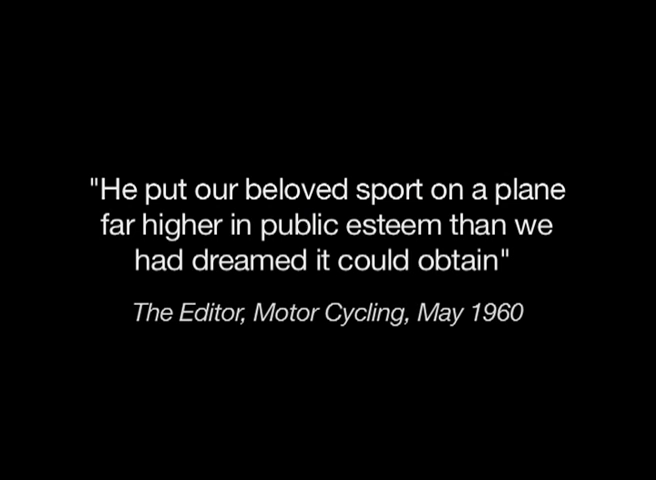 "He put our beloved sport on a plane
far higher in public esteem than we
had dreamed it could obtain"
The Editor, Motor Cycling, May 1960